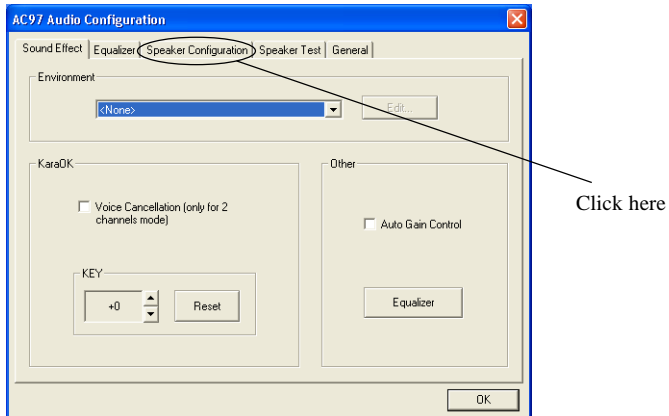 AC97 Audio Configuration
Sound Effect Equalizer Speaker Configuration Speaker Test General
Environment
<None> Edit...
KaraOK
Voice Cancellation (only for 2
channels mode)
KEY
+0 Reset
Other
Auto Gain Control
Equalizer
Click here
OK